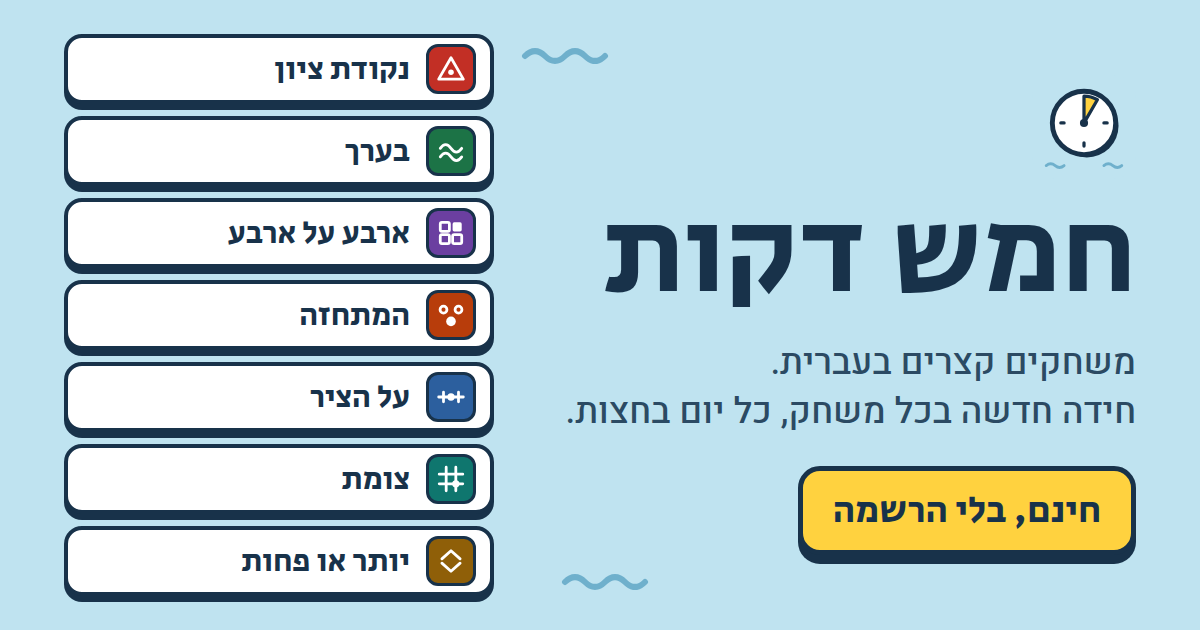 חמש דקות
משחקים קצרים בעברית.
חידה חדשה בכל משחק, כל יום בחצות.
חינם, בלי הרשמה
נקודת ציון
בערך
ארבע על ארבע
המתחזה
על הציר
צומת
יותר או פחות